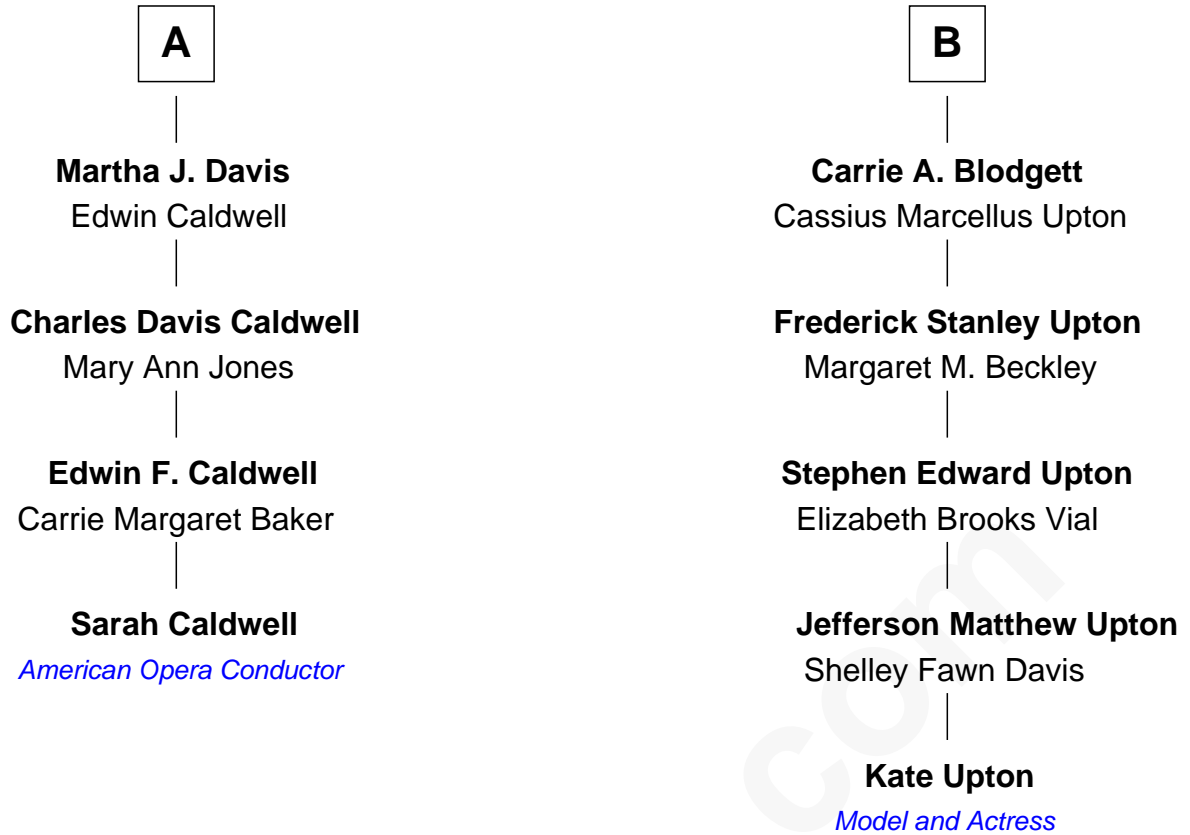 A
Martha J. Davis
Edwin Caldwell
Charles Davis Caldwell
Mary Ann Jones
Edwin F. Caldwell
Carrie Margaret Baker
Sarah Caldwell
American Opera Conductor
B
Carrie A. Blodgett
Cassius Marcellus Upton
Frederick Stanley Upton
Margaret M. Beckley
Stephen Edward Upton
Elizabeth Brooks Vial
Jefferson Matthew Upton
Shelley Fawn Davis
Kate Upton
Model and Actress
com